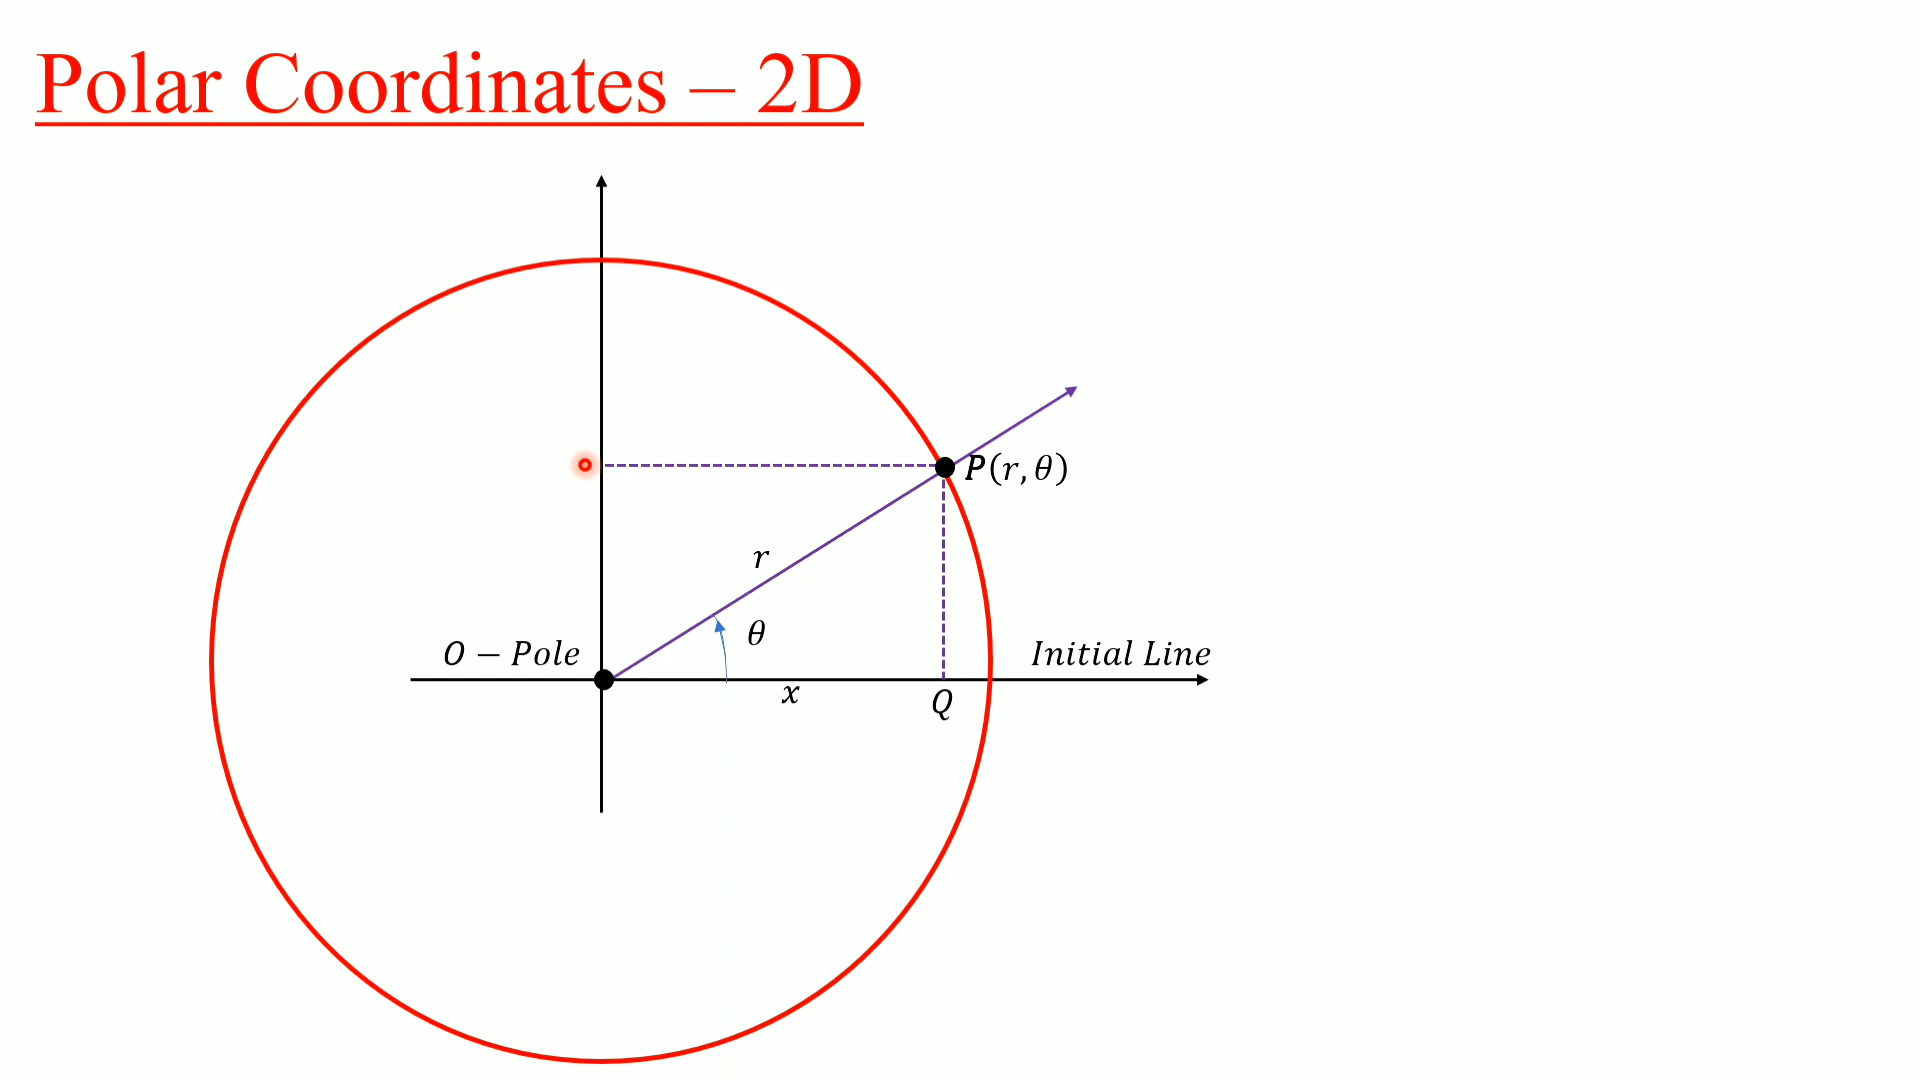 Polar Coordinates – 2D
P(r, θ)
r
θ
O − Pole
Initial Line
x
Q